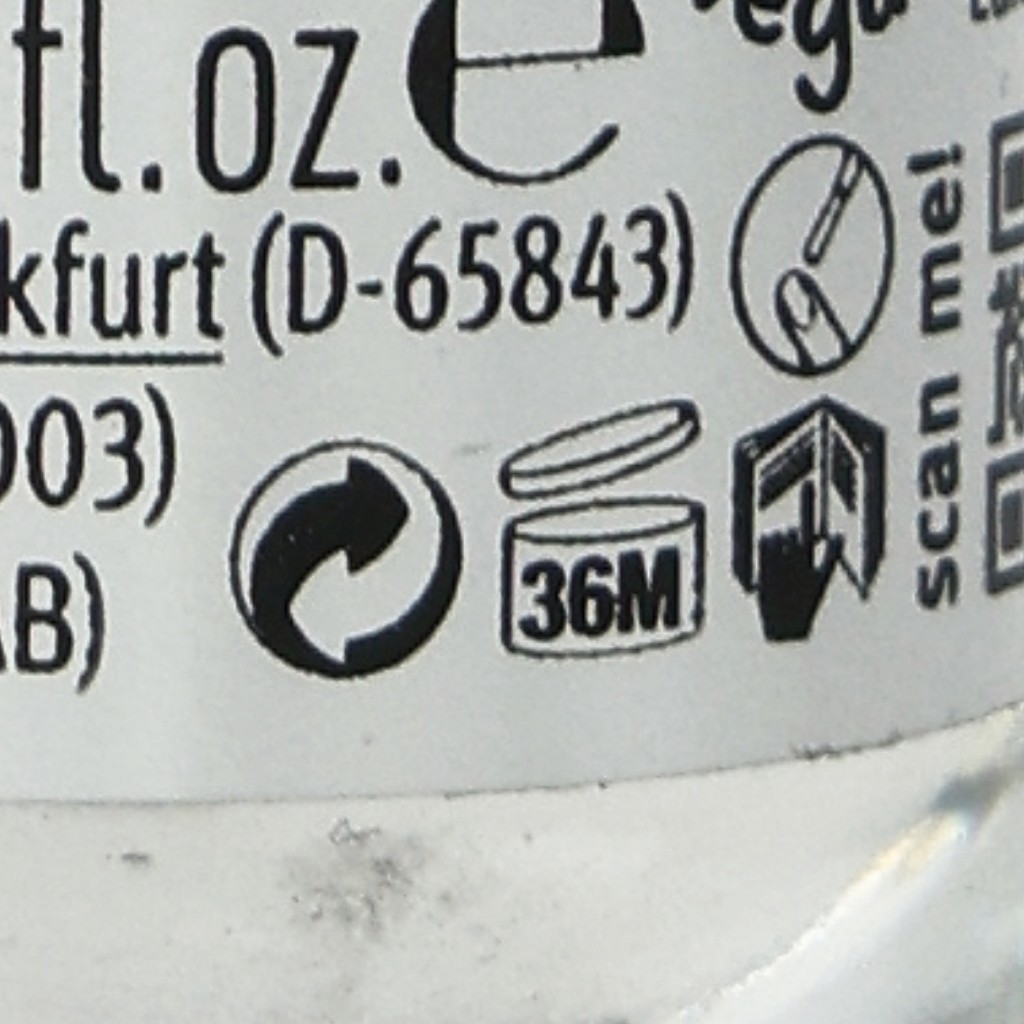 fl.oz. e
kfurt (D-65843)
003)
AB)
36M
scan me!